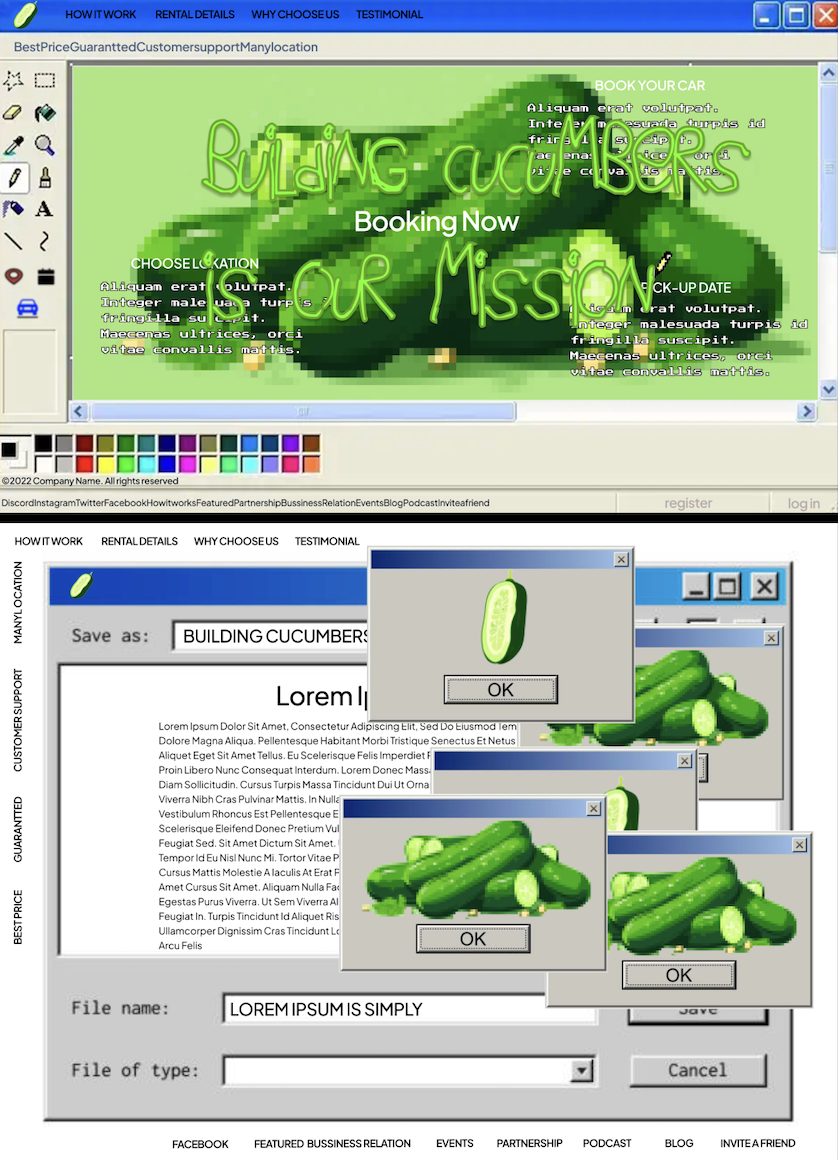 HOW IT WORK RENTAL DETAILS WHY CHOOSE US TESTIMONIAL
BestPriceGuaranttedCustomersupportManylocation
BUiLdiNG cucuMBERS
BOOK YOUR CAR
Aliquam erat volutpat.
Integer malesuada turpis id
fringilla suscipit.
Maecenas ultrices, orci
vitae convallis mattis.
Booking Now
iS OUR MiSSiON
CHOOSE LOKATION
Aliquam erat volutpat.
Integer malesuada turpis
fringilla suscipit.
Maecenas ultrices, orci
vitae convallis mattis.
PICK-UP DATE
Aliquam erat volutpat.
Integer malesuada turpis id
fringilla suscipit.
Maecenas ultrices, orci
vitae convallis mattis.
©2022 Company Name. All rights reserved
DiscordInstagramTwitterFacebookHowitworksFeaturedPartnershipBussinessRelationEventsBlogPodcastInviteafriend
register
log in
HOW IT WORK RENTAL DETAILS WHY CHOOSE US TESTIMONIAL
MANY LOCATION
CUSTOMER SUPPORT
GUARANTTED
BEST PRICE
Save as: BUILDING CUCUMBERS
OK
Lorem Ip
Lorem Ipsum Dolor Sit Amet, Consectetur Adipiscing Elit, Sed Do Eiusmod Tem
Dolore Magna Aliqua. Pellentesque Habitant Morbi Tristique Senectus Et Netus
Aliquet Eget Sit Amet Tellus. Eu Scelerisque Felis Imperdiet
Proin Libero Nunc Consequat Interdum. Lorem Donec Mass
Diam Sollicitudin. Cursus Turpis Massa Tincidunt Dui Ut Orna
Viverra Nibh Cras Pulvinar Mattis. In Nulla
Vestibulum Rhoncus Est Pellentesque E
Scelerisque Eleifend Donec Pretium Vul
Feugiat Sed. Sit Amet Dictum Sit Amet.
Tempor Id Eu Nisl Nunc Mi. Tortor Vitae P
Cursus Mattis Molestie A Iaculis At Erat P
Amet Cursus Sit Amet. Aliquam Nulla Fac
Egestas Purus Viverra. Ut Sem Viverra Al
Feugiat In. Turpis Tincidunt Id Aliquet Ris
Ullamcorper Dignissim Cras Tincidunt Lo
Arcu Felis
OK
OK
File name: LOREM IPSUM IS SIMPLY
Save
File of type:
Cancel
FACEBOOK FEATURED BUSSINESS RELATION EVENTS PARTNERSHIP PODCAST BLOG INVITE A FRIEND